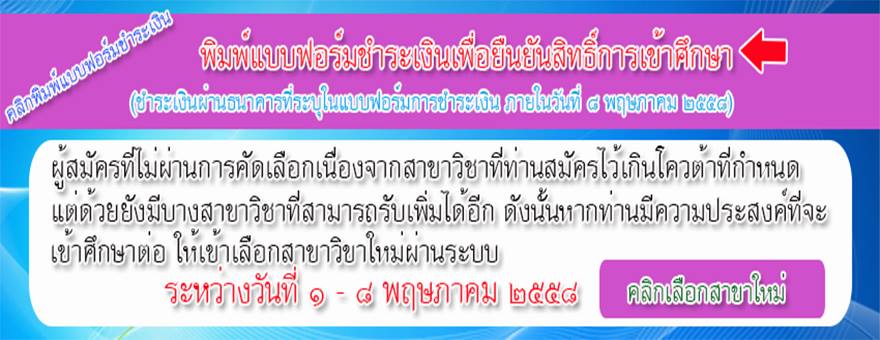 คลิกพิมพ์แบบฟอร์มชำระเงิน
พิมพ์แบบฟอร์มชำระเงินเพื่อยืนยันสิทธิ์การเข้าศึกษา
(ชำระเงินผ่านธนาคารที่ระบุในแบบฟอร์มการชำระเงิน ภายในวันที่ ๘ พฤษภาคม ๒๕๕๘)
ผู้สมัครที่ไม่ผ่านการคัดเลือกเนื่องจากสาขาวิชาที่ท่านสมัครไว้เกินโควต้าที่กำหนด
แต่ด้วยยังมีบางสาขาวิชาที่สามารถรับเพิ่มได้อีก ดังนั้นหากท่านมีความประสงค์ที่จะ
เข้าศึกษาต่อ ให้เข้าเลือกสาขาวิขาใหม่ผ่านระบบ
ระหว่างวันที่ ๑ - ๘ พฤษภาคม ๒๕๕๘
คลิกเลือกสาขาใหม่